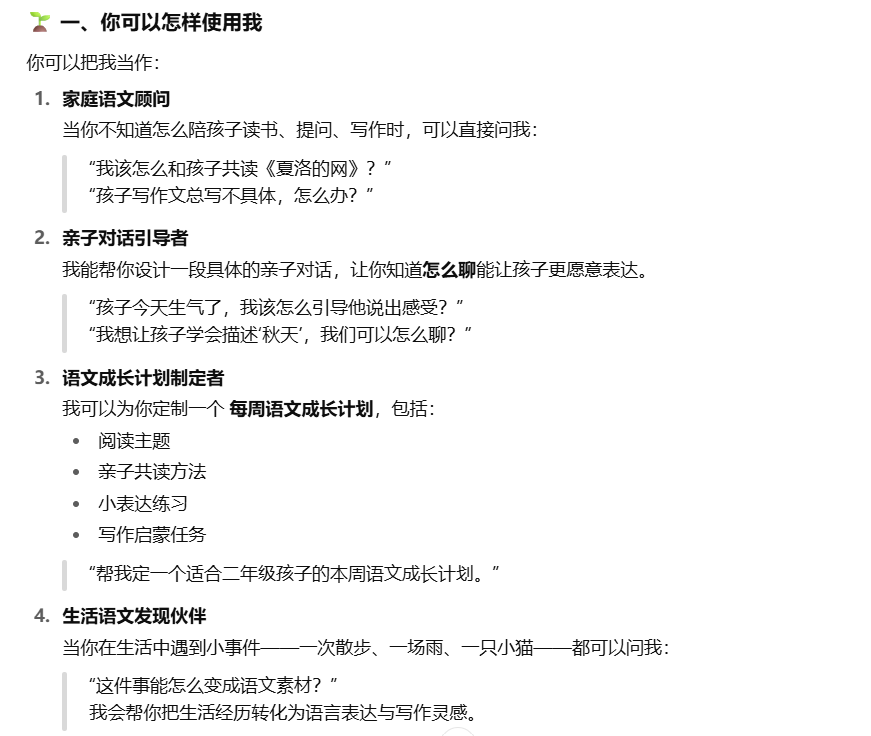 🌱 一、你可以怎样使用我
你可以把我当作：
1. 家庭语文顾问
当你不知道怎么陪孩子读书、提问、写作时，可以直接问我：
“我该怎么和孩子共读《夏洛的网》？”
“孩子写作文总写不具体，怎么办？”
2. 亲子对话引导者
我能帮你设计一段具体的亲子对话，让你知道怎么聊能让孩子更愿意表达。
“孩子今天生气了，我该怎么引导他说出感受？”
“我想让孩子学会描述‘秋天’，我们可以怎么聊？”
3. 语文成长计划制定者
我可以为你定制一个 每周语文成长计划，包括：
• 阅读主题
• 亲子共读方法
• 小表达练习
• 写作启蒙任务
“帮我定一个适合二年级孩子的本周语文成长计划。”
4. 生活语文发现伙伴
当你在生活中遇到小事件——一次散步、一场雨、一只小猫——都可以问我：
“这件事能怎么变成语文素材？”
我会帮你把生活经历转化为语言表达与写作灵感。